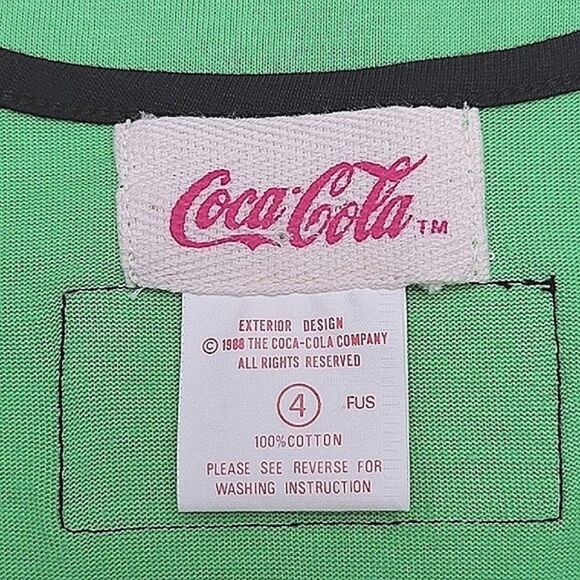 Coca-Cola TM
EXTERIOR DESIGN
© 1988 THE COCA-COLA COMPANY
ALL RIGHTS RESERVED
4 FUS
100%COTTON
PLEASE SEE REVERSE FOR
WASHING INSTRUCTION